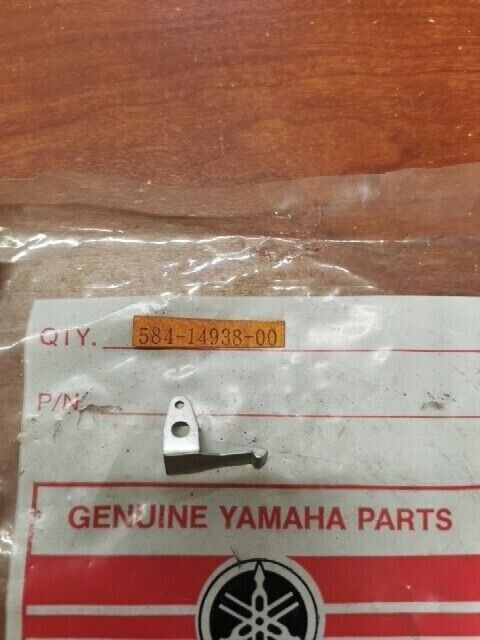 QTY. 584-14938-00
P/N
GENUINE YAMAHA PARTS